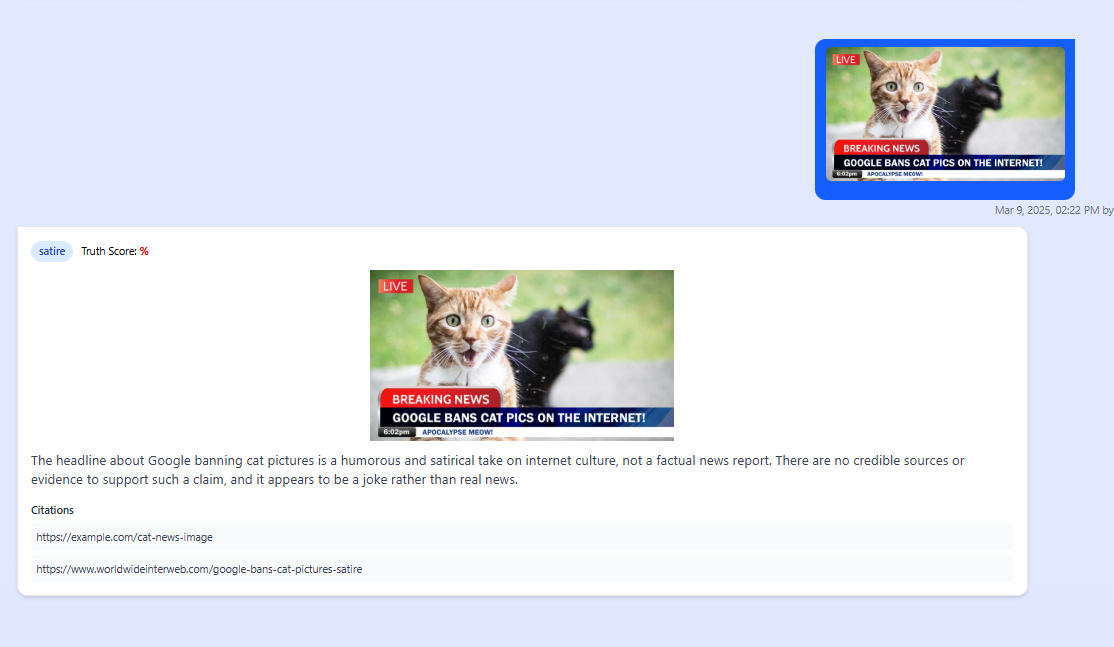 LIVE
BREAKING NEWS
GOOGLE BANS CAT PICS ON THE INTERNET!
6:02pm APOCALYPSE MEOW!
Mar 9, 2025, 02:22 PM by
satire Truth Score: %
LIVE
BREAKING NEWS
GOOGLE BANS CAT PICS ON THE INTERNET!
6:02pm APOCALYPSE MEOW!
The headline about Google banning cat pictures is a humorous and satirical take on internet culture, not a factual news report. There are no credible sources or
evidence to support such a claim, and it appears to be a joke rather than real news.
Citations
https://example.com/cat-news-image
https://www.worldwideinterweb.com/google-bans-cat-pictures-satire